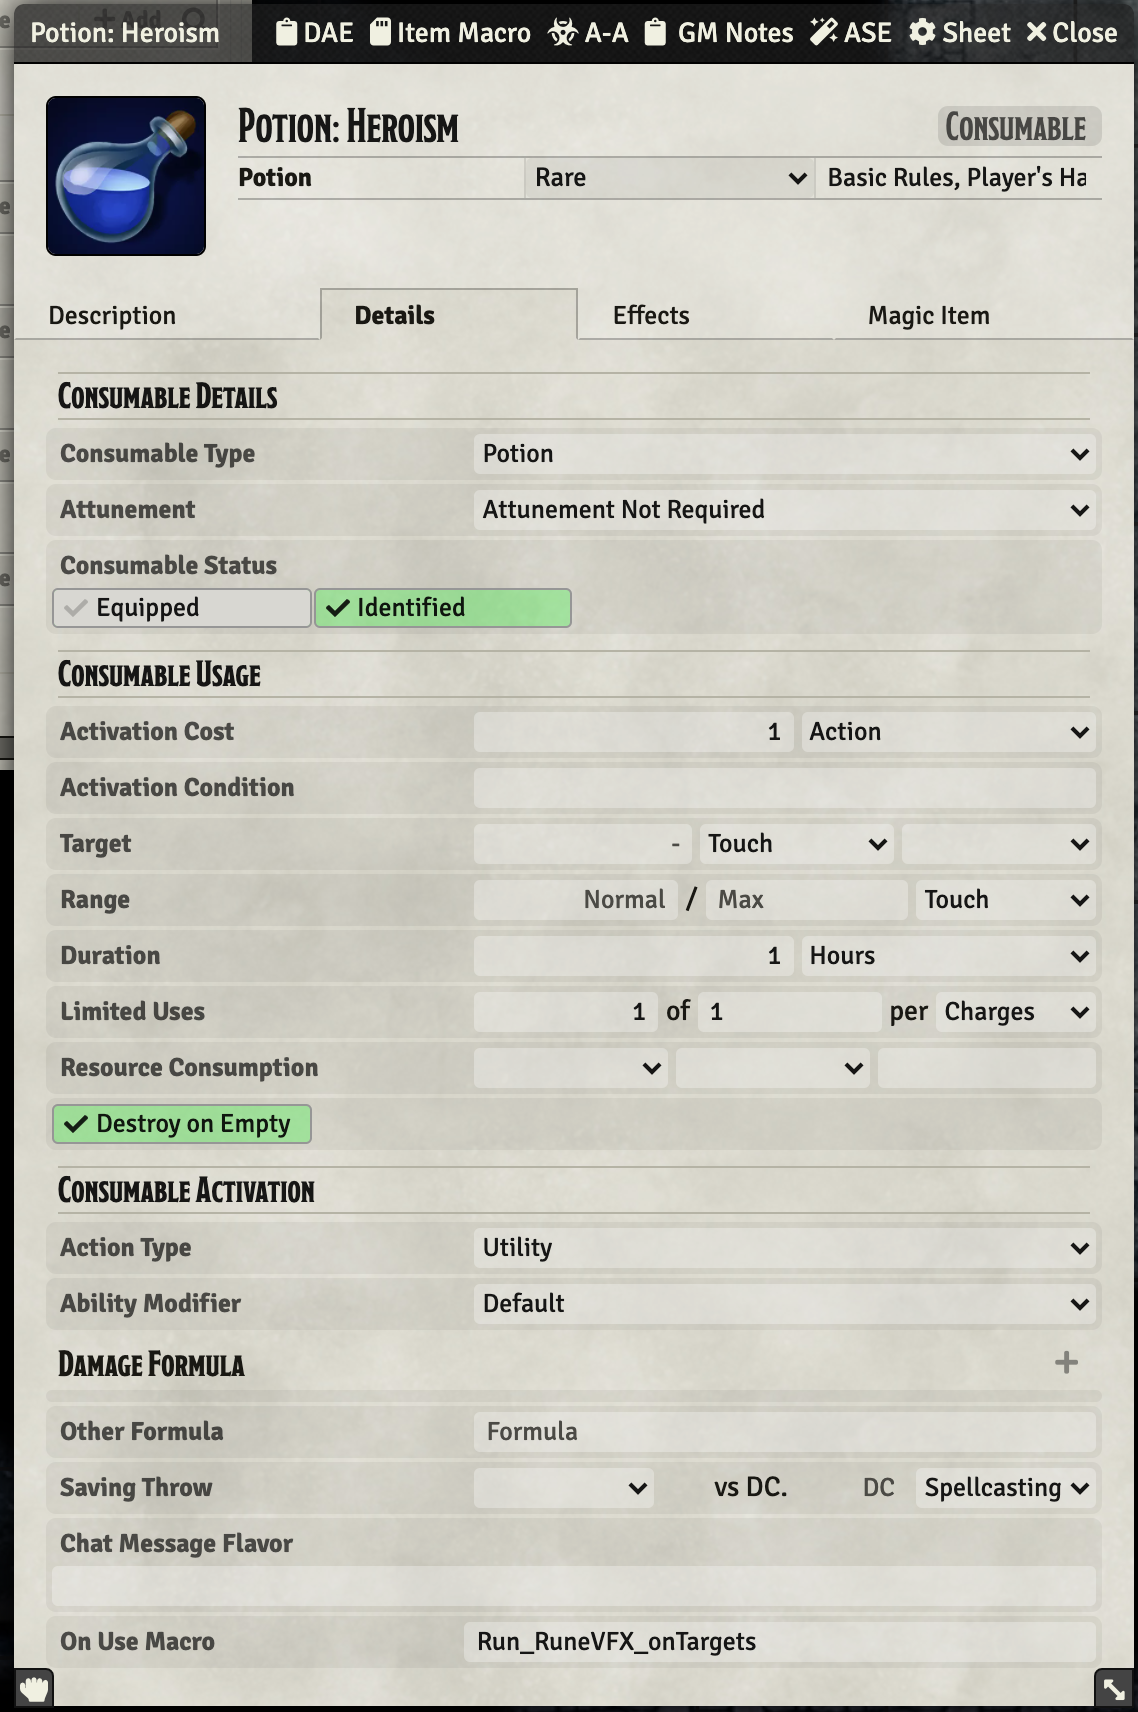 Potion: Heroism DAE Item Macro A-A GM Notes ASE Sheet Close
Potion: Heroism Consumable
Potion Rare Basic Rules, Player's Ha
Description Details Effects Magic Item
Consumable Details
Consumable Type Potion
Attunement Attunement Not Required
Consumable Status
Equipped Identified
Consumable Usage
Activation Cost 1 Action
Activation Condition
Target - Touch
Range Normal / Max Touch
Duration 1 Hours
Limited Uses 1 of 1 per Charges
Resource Consumption
Destroy on Empty
Consumable Activation
Action Type Utility
Ability Modifier Default
Damage Formula
Other Formula Formula
Saving Throw vs DC. DC Spellcasting
Chat Message Flavor
On Use Macro Run_RuneVFX_onTargets